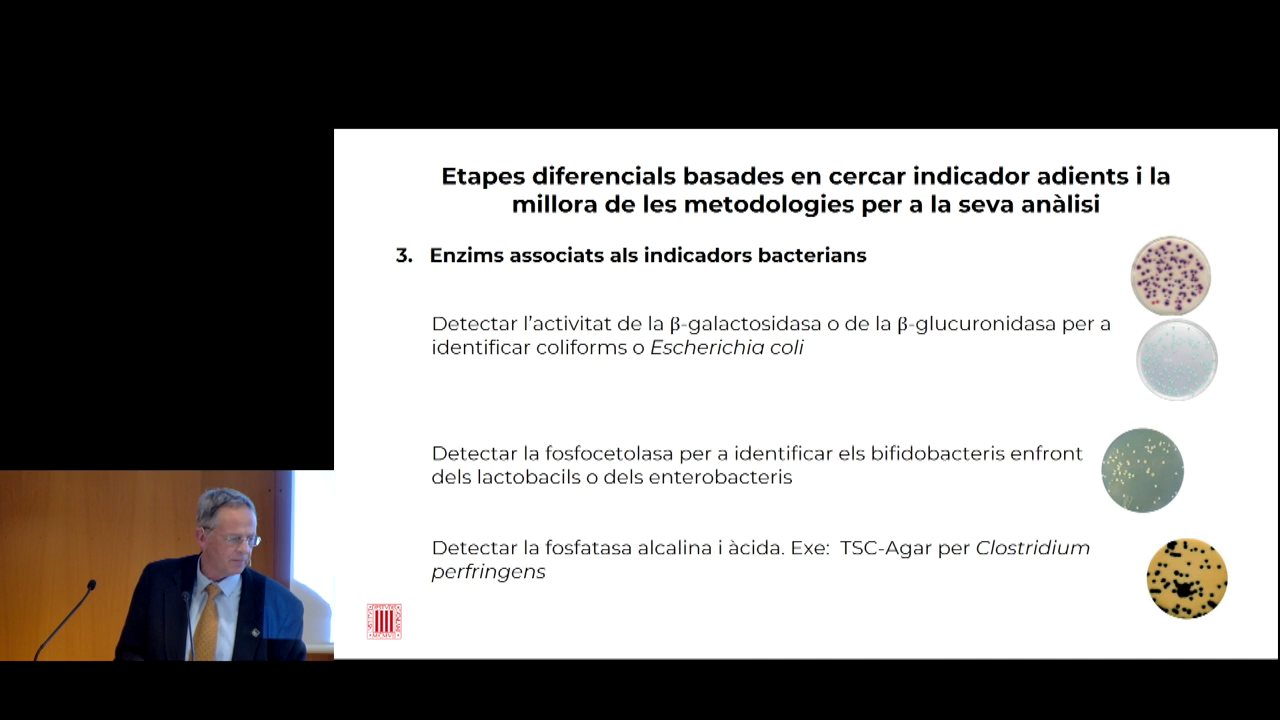 Etapes diferencials basades en cercar indicador adients i la
millora de les metodologies per a la seva anàlisi
3. Enzims associats als indicadors bacterians
Detectar l’activitat de la β-galactosidasa o de la β-glucuronidasa per a
identificar coliforms o Escherichia coli
Detectar la fosfocetolasa per a identificar els bifidobacteris enfront
dels lactobacils o dels enterobacteris
Detectar la fosfatasa alcalina i àcida. Exe: TSC-Agar per Clostridium
perfringens